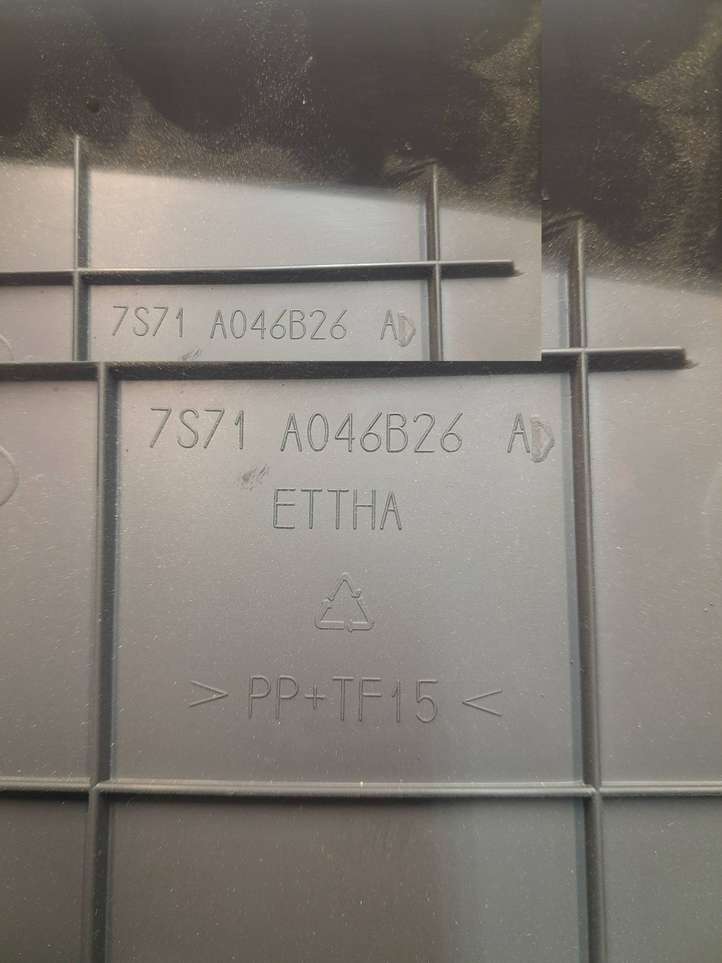 7S71 A046B26 AD
7S71 A046B26 AD
ETTHA
> PP+TF15 <